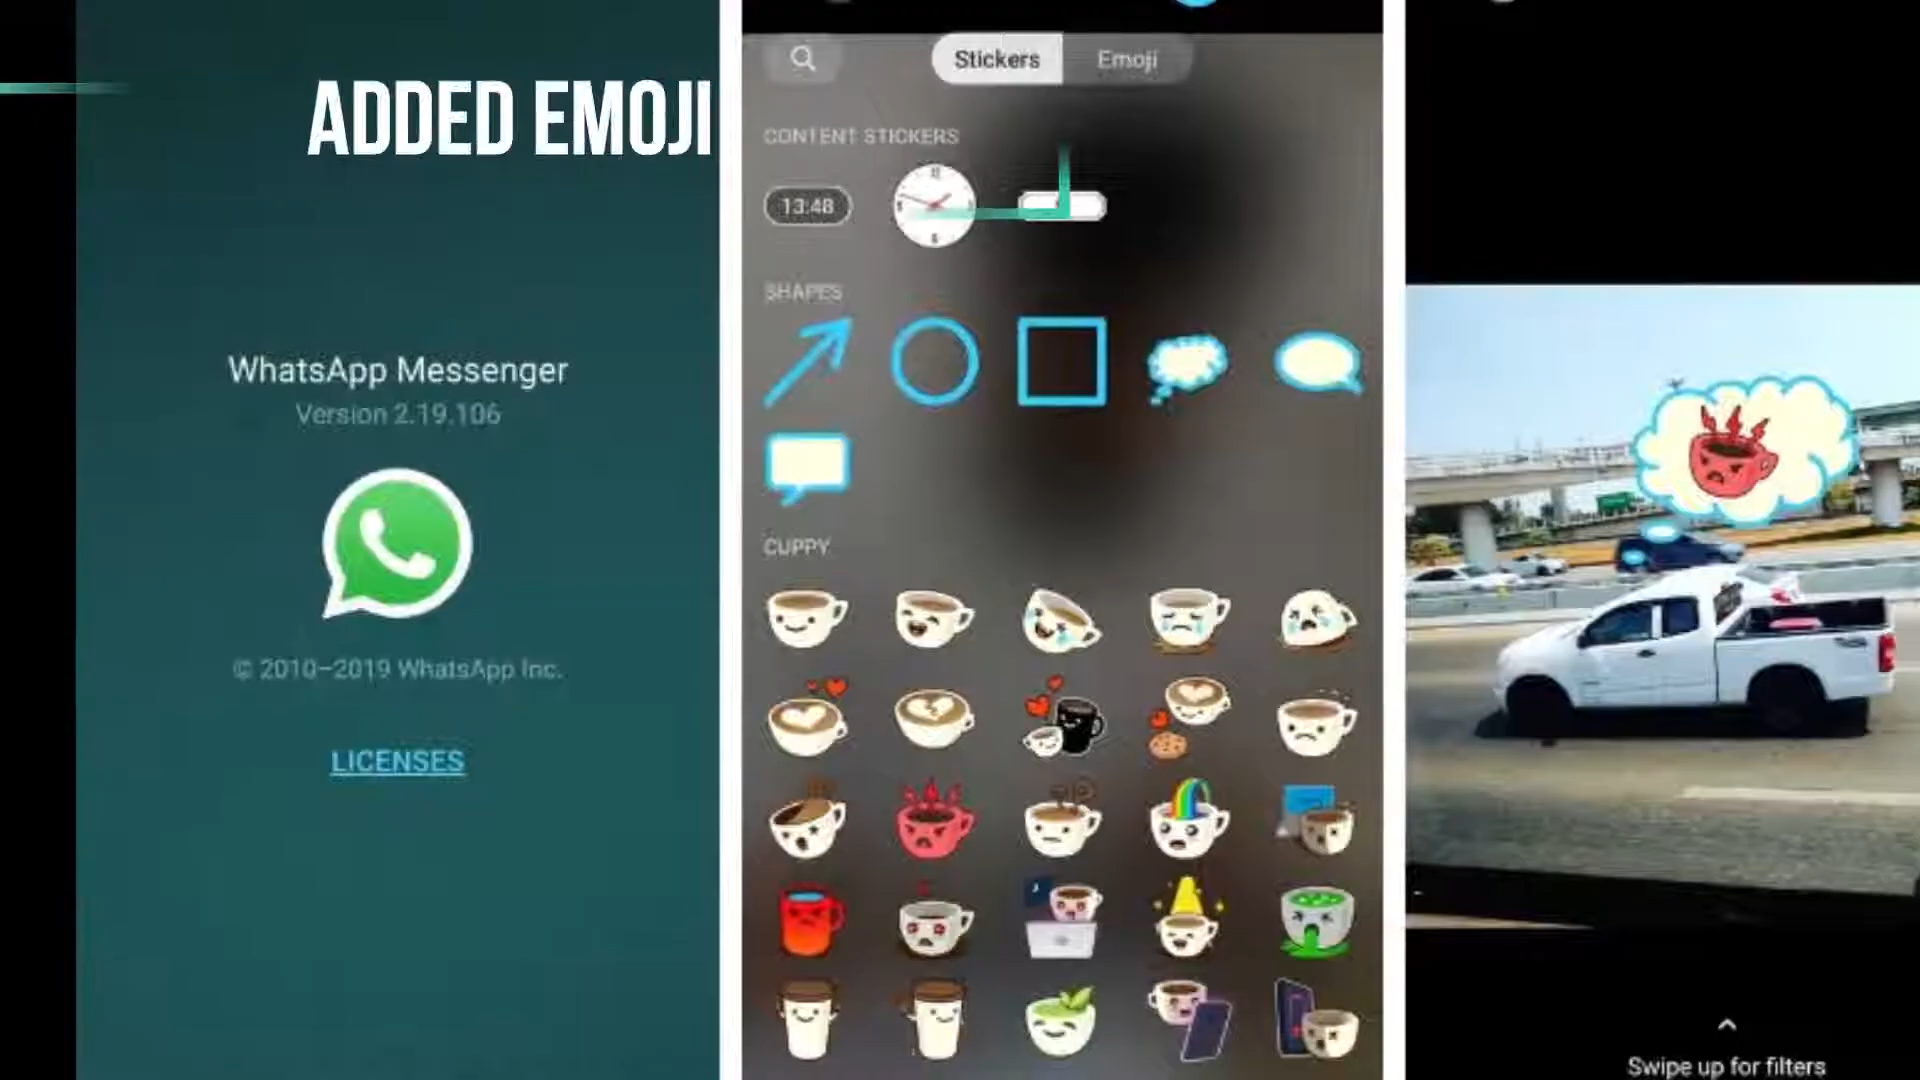 ADDED EMOJI
WhatsApp Messenger
Version 2.19.106
© 2010–2019 WhatsApp Inc.
LICENSES
Stickers
Emoji
CONTENT STICKERS
13:48
SHAPES
CUPPY
Swipe up for filters